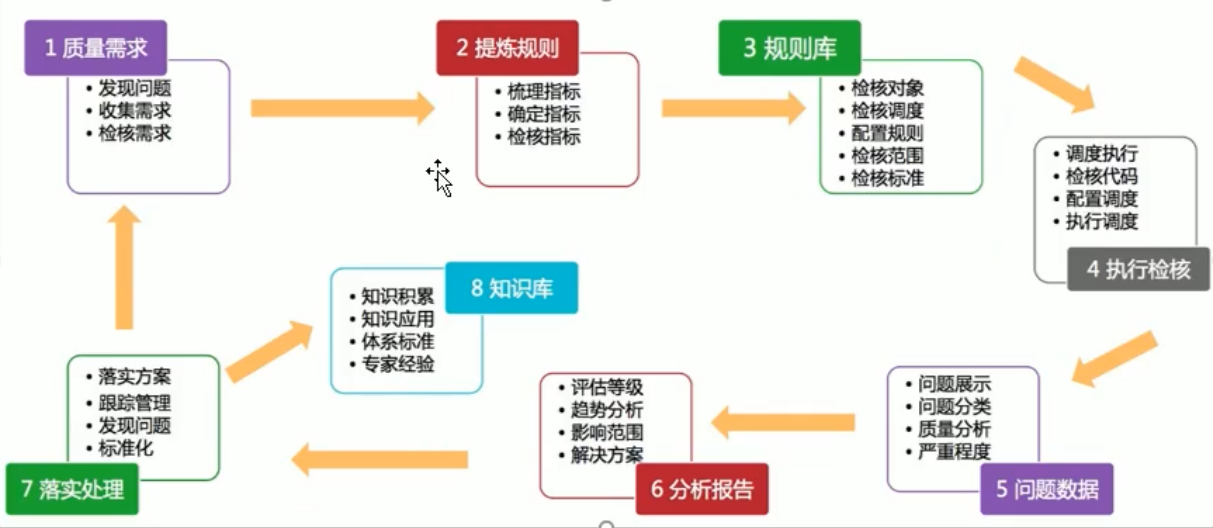 1 质量需求
• 发现问题
• 收集需求
• 检核需求
2 提炼规则
• 梳理指标
• 确定指标
• 检核指标
3 规则库
• 检核对象
• 检核调度
• 配置规则
• 检核范围
• 检核标准
• 调度执行
• 检核代码
• 配置调度
• 执行调度
4 执行检核
• 问题展示
• 问题分类
• 质量分析
• 严重程度
5 问题数据
• 评估等级
• 趋势分析
• 影响范围
• 解决方案
6 分析报告
• 落实方案
• 跟踪管理
• 发现问题
• 标准化
7 落实处理
8 知识库
• 知识积累
• 知识应用
• 体系标准
• 专家经验